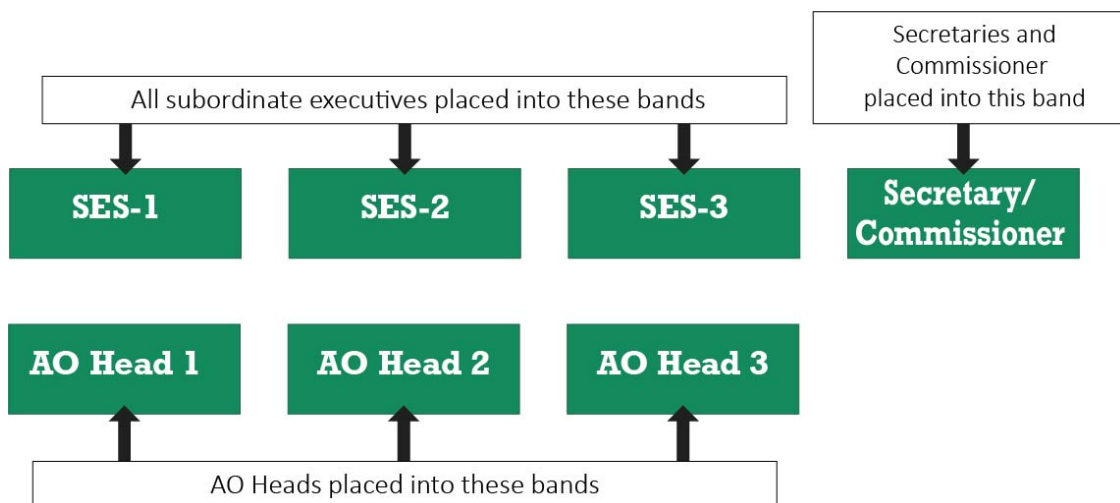 Secretaries and
Commissioner
placed into this band
All subordinate executives placed into these bands
SES-1
SES-2
SES-3
Secretary/
Commissioner
AO Head 1
AO Head 2
AO Head 3
AO Heads placed into these bands